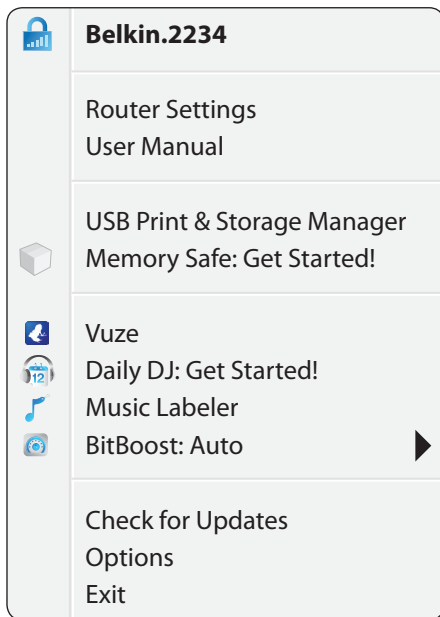 Belkin.2234
Router Settings
User Manual
USB Print & Storage Manager
Memory Safe: Get Started!
Vuze
12
Daily DJ: Get Started!
Music Labeler
BitBoost: Auto
Check for Updates
Options
Exit